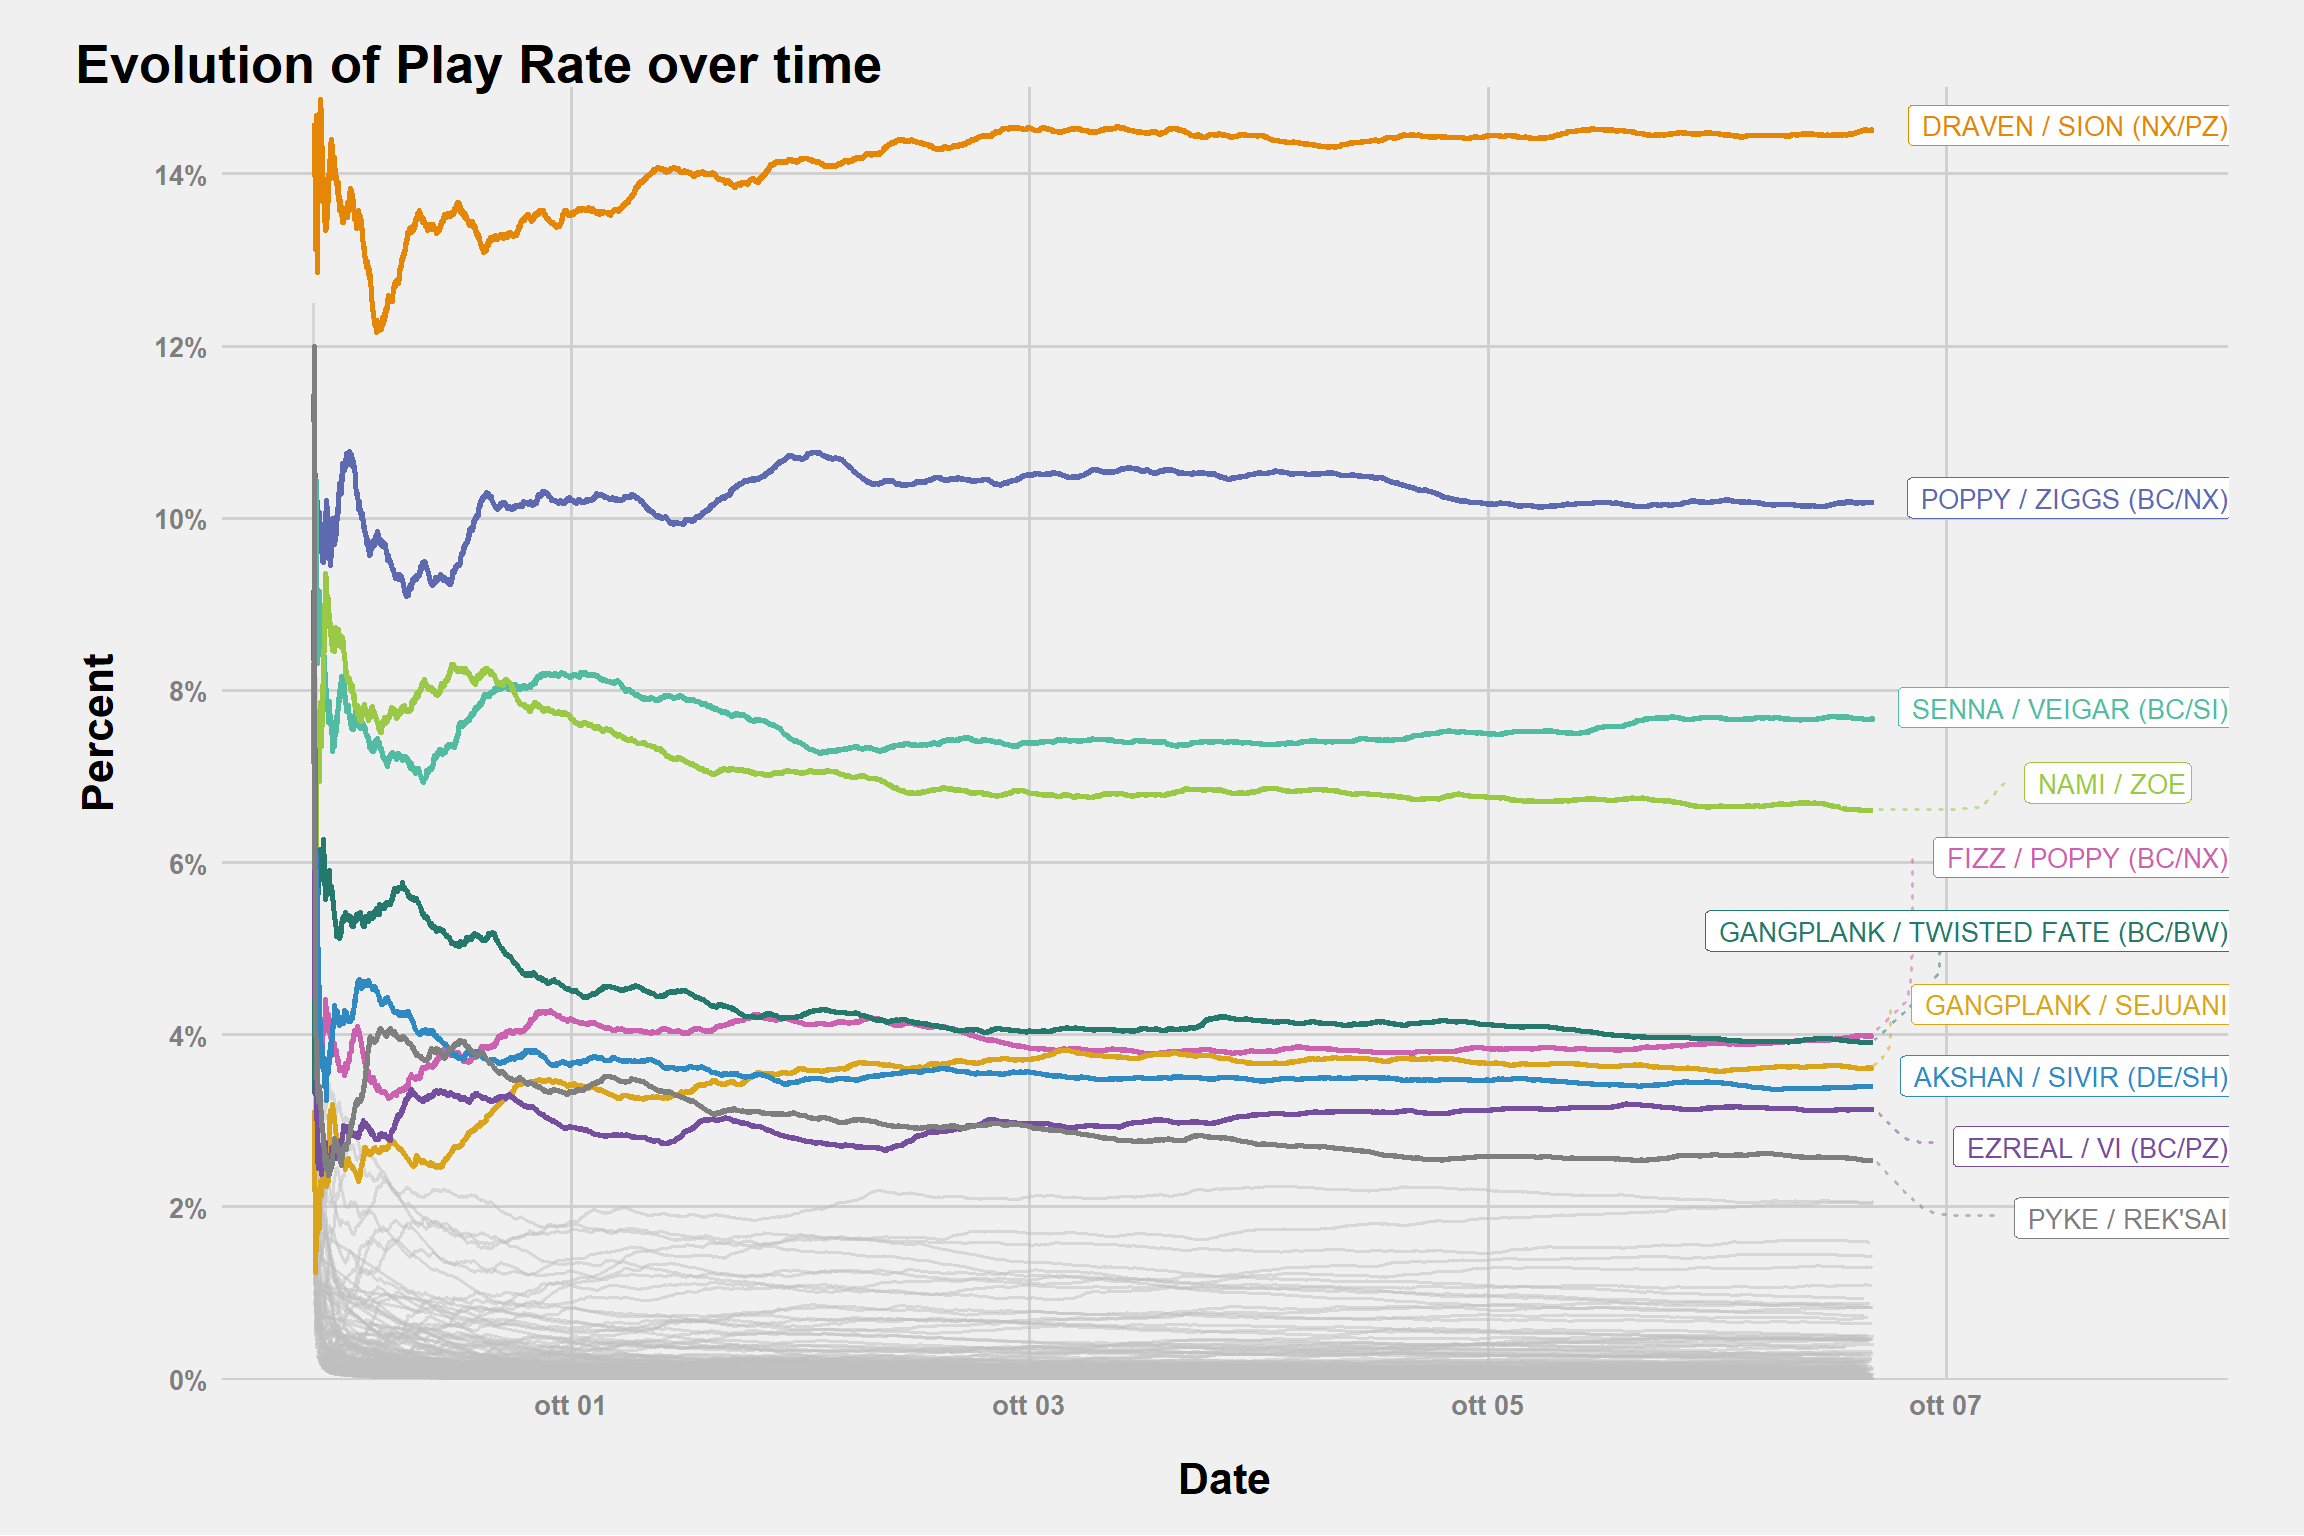 Evolution of Play Rate over time
Percent
14%
12%
10%
8%
6%
4%
2%
0%
DRAVEN / SION (NX/PZ)
POPPY / ZIGGS (BC/NX)
SENNA / VEIGAR (BC/SI)
NAMI / ZOE
FIZZ / POPPY (BC/NX)
GANGPLANK / TWISTED FATE (BC/BW)
GANGPLANK / SEJUANI
AKSHAN / SIVIR (DE/SH)
EZREAL / VI (BC/PZ)
PYKE / REK'SAI
ott 01
ott 03
ott 05
ott 07
Date